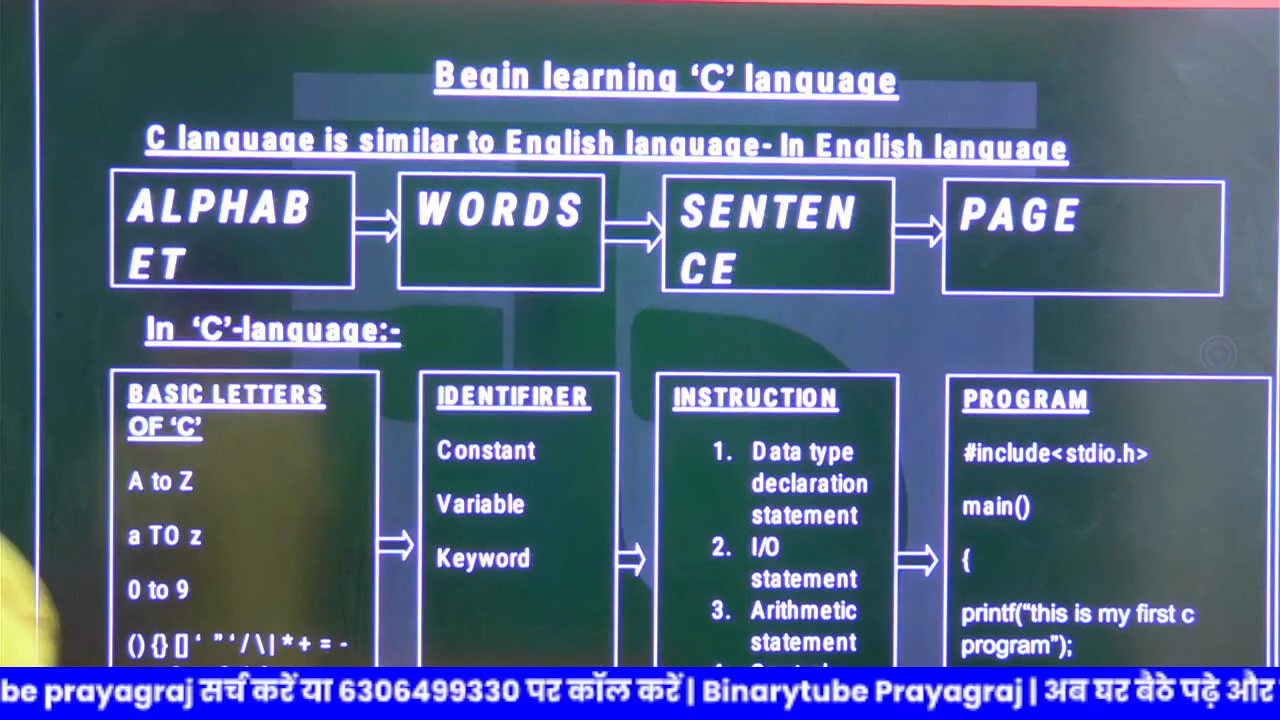 Begin learning ‘C’ language
C language is similar to English language- In English language
ALPHAB
ET
WORDS
SENTEN
CE
PAGE
In ‘C’-language:-
BASIC LETTERS
OF ‘C’
A to Z
a TO z
0 to 9
() {} [] ‘ ” ‘ / \ | * + = -
IDENTIFIRER
Constant
Variable
Keyword
INSTRUCTION
1. Data type
declaration
statement
2. I/O
statement
3. Arithmetic
statement
PROGRAM
#include<stdio.h>
main()
{
printf(“this is my first c
program”);
be prayagraj सर्च करें या 6306499330 पर कॉल करें | Binarytube Prayagraj | अब घर बैठे पढ़े और